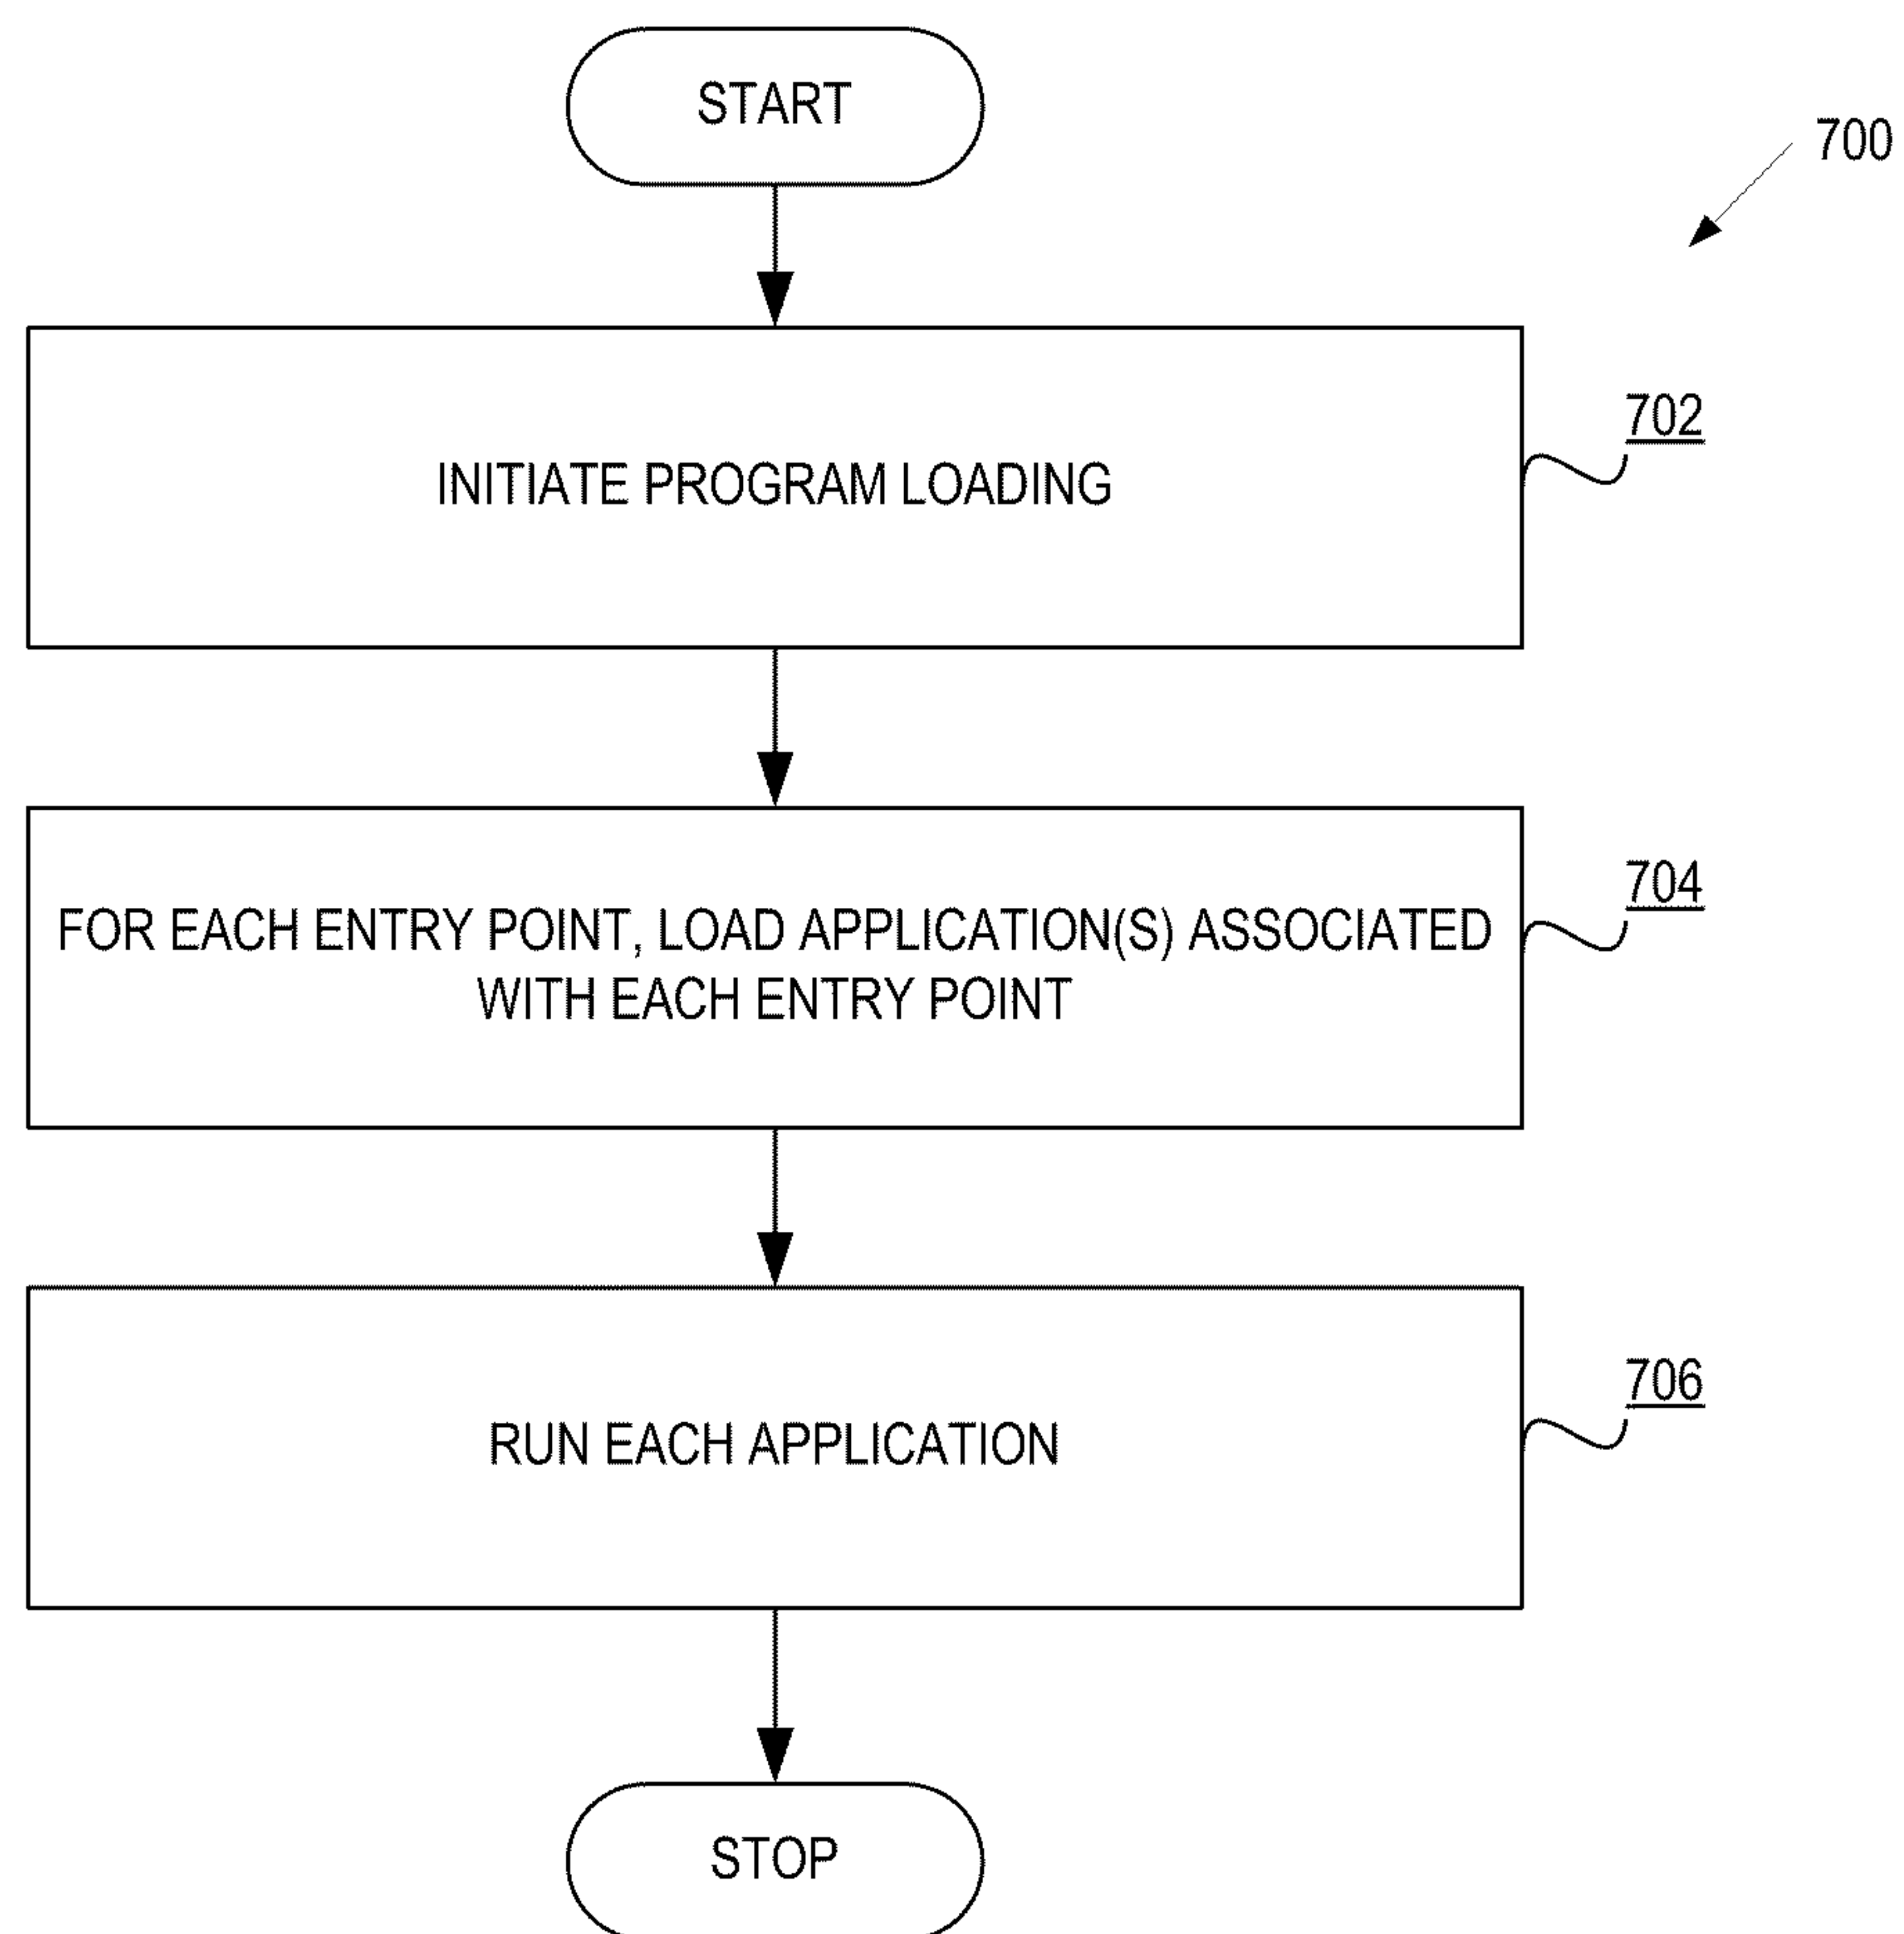 START
700
702
INITIATE PROGRAM LOADING
704
FOR EACH ENTRY POINT, LOAD APPLICATION(S) ASSOCIATED
WITH EACH ENTRY POINT
706
RUN EACH APPLICATION
STOP